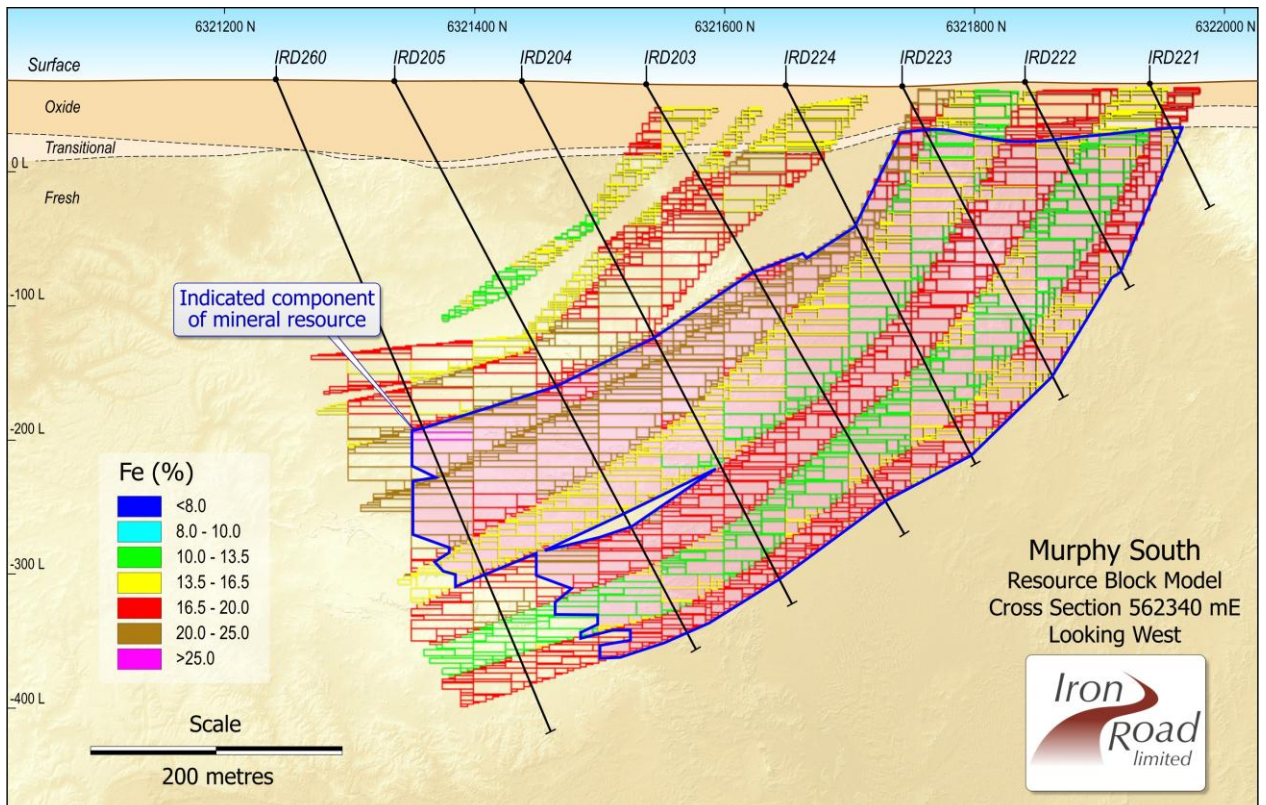 6321200 N
6321400 N
6321600 N
6321800 N
6322000 N
Surface
IRD260
IRD205
IRD204
IRD203
IRD224
IRD223
IRD222
IRD221
Oxide
Transitional
0 L
Fresh
-100 L
Indicated component
of mineral resource
-200 L
Fe (%)
<8.0
8.0 - 10.0
10.0 - 13.5
13.5 - 16.5
16.5 - 20.0
20.0 - 25.0
>25.0
-300 L
-400 L
Scale
200 metres
Murphy South
Resource Block Model
Cross Section 562340 mE
Looking West
Iron
Road
limited